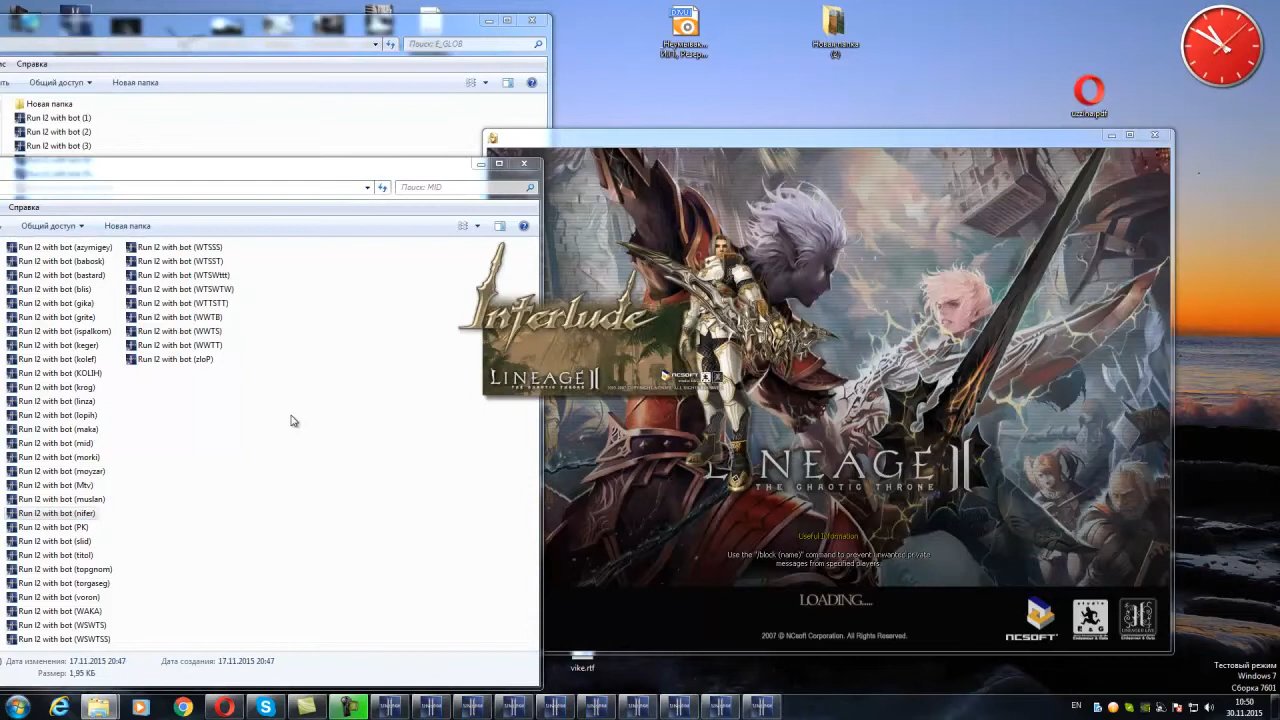 Поиск: E_GLOB
Справка
Общий доступ
Новая папка
Новая папка
Run l2 with bot (1)
Run l2 with bot (2)
Run l2 with bot (3)
Новая папка
(2)
uzzina.pdf
Поиск: MID
Справка
Общий доступ
Новая папка
Run l2 with bot (azymigey)
Run l2 with bot (babosk)
Run l2 with bot (bastard)
Run l2 with bot (blis)
Run l2 with bot (gika)
Run l2 with bot (grite)
Run l2 with bot (ispalkom)
Run l2 with bot (keger)
Run l2 with bot (kolef)
Run l2 with bot (KOLIH)
Run l2 with bot (krog)
Run l2 with bot (linza)
Run l2 with bot (lopih)
Run l2 with bot (maka)
Run l2 with bot (mid)
Run l2 with bot (morki)
Run l2 with bot (moyzar)
Run l2 with bot (Mtv)
Run l2 with bot (muslan)
Run l2 with bot (nifer)
Run l2 with bot (PK)
Run l2 with bot (slid)
Run l2 with bot (titol)
Run l2 with bot (topgnom)
Run l2 with bot (torgaseg)
Run l2 with bot (voron)
Run l2 with bot (WAKA)
Run l2 with bot (WSWTS)
Run l2 with bot (WSWTSS)
Run l2 with bot (WTSSS)
Run l2 with bot (WTSST)
Run l2 with bot (WTSWttt)
Run l2 with bot (WTSWTW)
Run l2 with bot (WTTSTT)
Run l2 with bot (WWTB)
Run l2 with bot (WWTS)
Run l2 with bot (WWTT)
Run l2 with bot (zloP)
Дата изменения: 17.11.2015 20:47
Дата создания: 17.11.2015 20:47
Размер: 1,95 КБ
Interlude
LINEAGE II
THE CHAOTIC THRONE
NCSOFT
LINEAGE II
THE CHAOTIC THRONE
Useful Information
Use the "/block (name)" command to prevent unwanted private
messages from specified players.
LOADING....
2007 © NCsoft Corporation. All Rights Reserved.
NCSOFT
vike.rtf
Тестовый режим
Windows 7
Сборка 7601
EN
10:50
30.11.2015